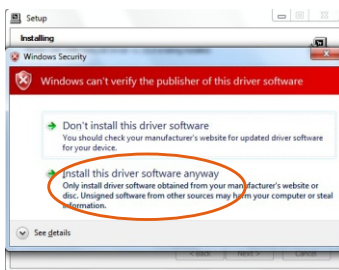 Setup
Installing
Windows Security
Windows can't verify the publisher of this driver software
Don't install this driver software
You should check your manufacturer's website for updated driver software
for your device.
Install this driver software anyway
Only install driver software obtained from your manufacturer's website or
disc. Unsigned software from other sources may harm your computer or steal
information.
See details
< Back Next > Cancel